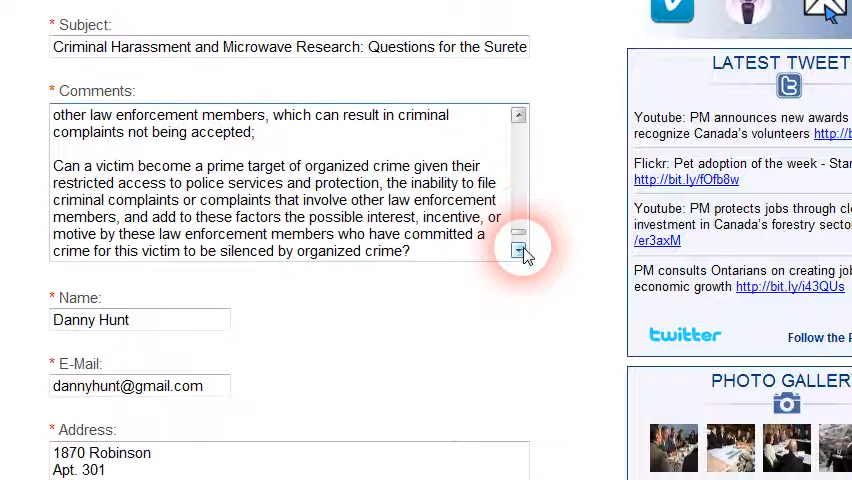 * Subject:
Criminal Harassment and Microwave Research: Questions for the Surete
* Comments:
other law enforcement members, which can result in criminal
complaints not being accepted;
Can a victim become a prime target of organized crime given their
restricted access to police services and protection, the inability to file
criminal complaints or complaints that involve other law enforcement
members, and add to these factors the possible interest, incentive, or
motive by these law enforcement members who have committed a
crime for this victim to be silenced by organized crime?
* Name:
Danny Hunt
* E-Mail:
dannyhunt@gmail.com
* Address:
1870 Robinson
Apt. 301
LATEST TWEET
Youtube: PM announces new awards
recognize Canada's volunteers http://b
Flickr: Pet adoption of the week - Star
http://bit.ly/fOfb8w
Youtube: PM protects jobs through cl
investment in Canada's forestry secto
/er3axM
PM consults Ontarians on creating jo
economic growth http://bit.ly/i43QUs
twitter
Follow the P
PHOTO GALLER